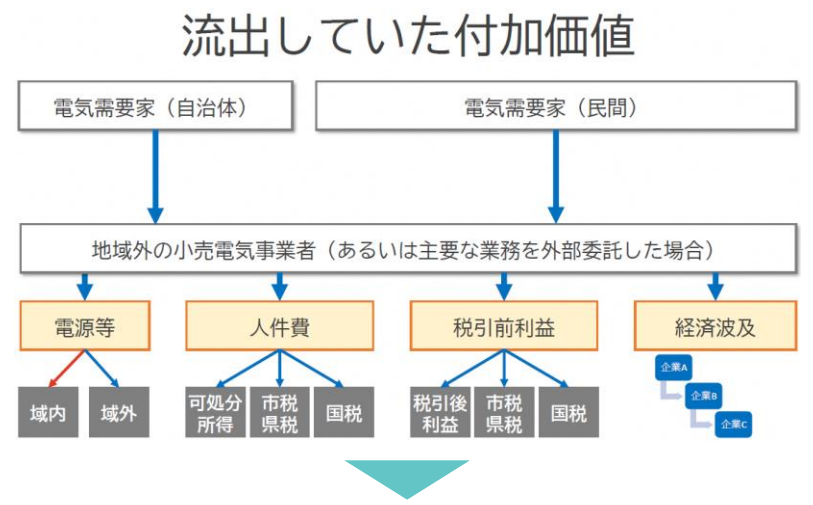 流出していた付加価値
電気需要家（自治体）
電気需要家（民間）
地域外の小売電気事業者（あるいは主要な業務を外部委託した場合）
電源等
人件費
税引前利益
経済波及
域内
域外
可処分
所得
市税
県税
国税
税引後
利益
市税
県税
国税
企業A
企業B
企業C